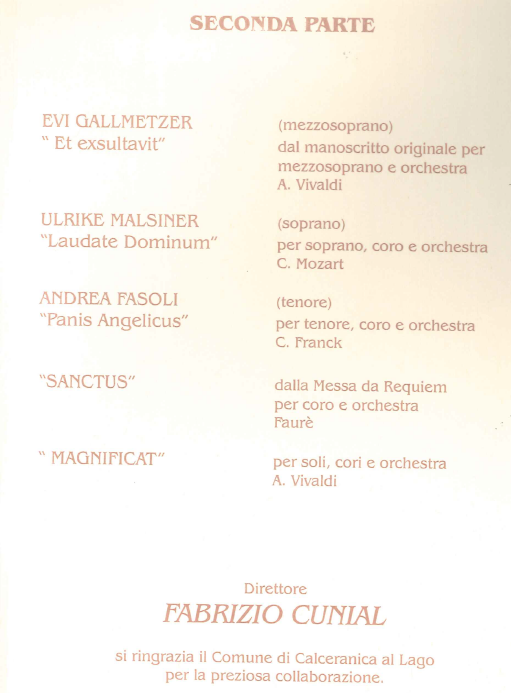 SECONDA PARTE
EVI GALLMETZER (mezzosoprano)
“ Et exsultavit” dal manoscritto originale per
mezzosoprano e orchestra
A. Vivaldi
ULRIKE MALSINER (soprano)
“Laudate Dominum” per soprano, coro e orchestra
C. Mozart
ANDREA FASOLI (tenore)
“Panis Angelicus” per tenore, coro e orchestra
C. Franck
“SANCTUS” dalla Messa da Requiem
per coro e orchestra
Faurè
“ MAGNIFICAT” per soli, cori e orchestra
A. Vivaldi
Direttore
FABRIZIO CUNIAL
si ringrazia il Comune di Calceranica al Lago
per la preziosa collaborazione.